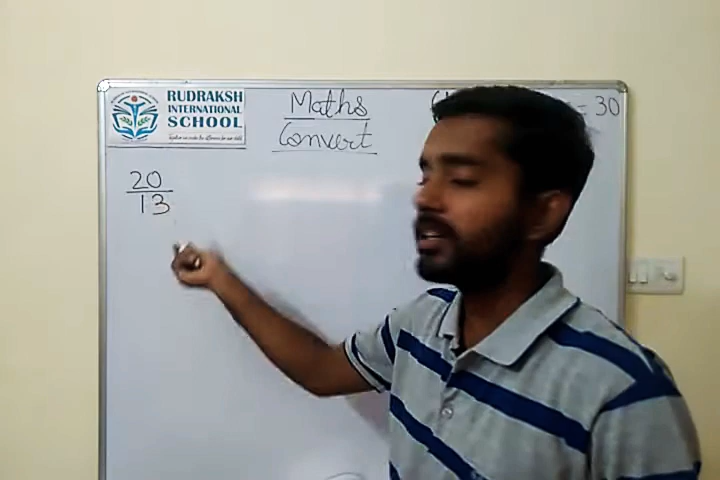 RUDRAKSH
INTERNATIONAL
SCHOOL
Maths
Convert
= 30
20
13